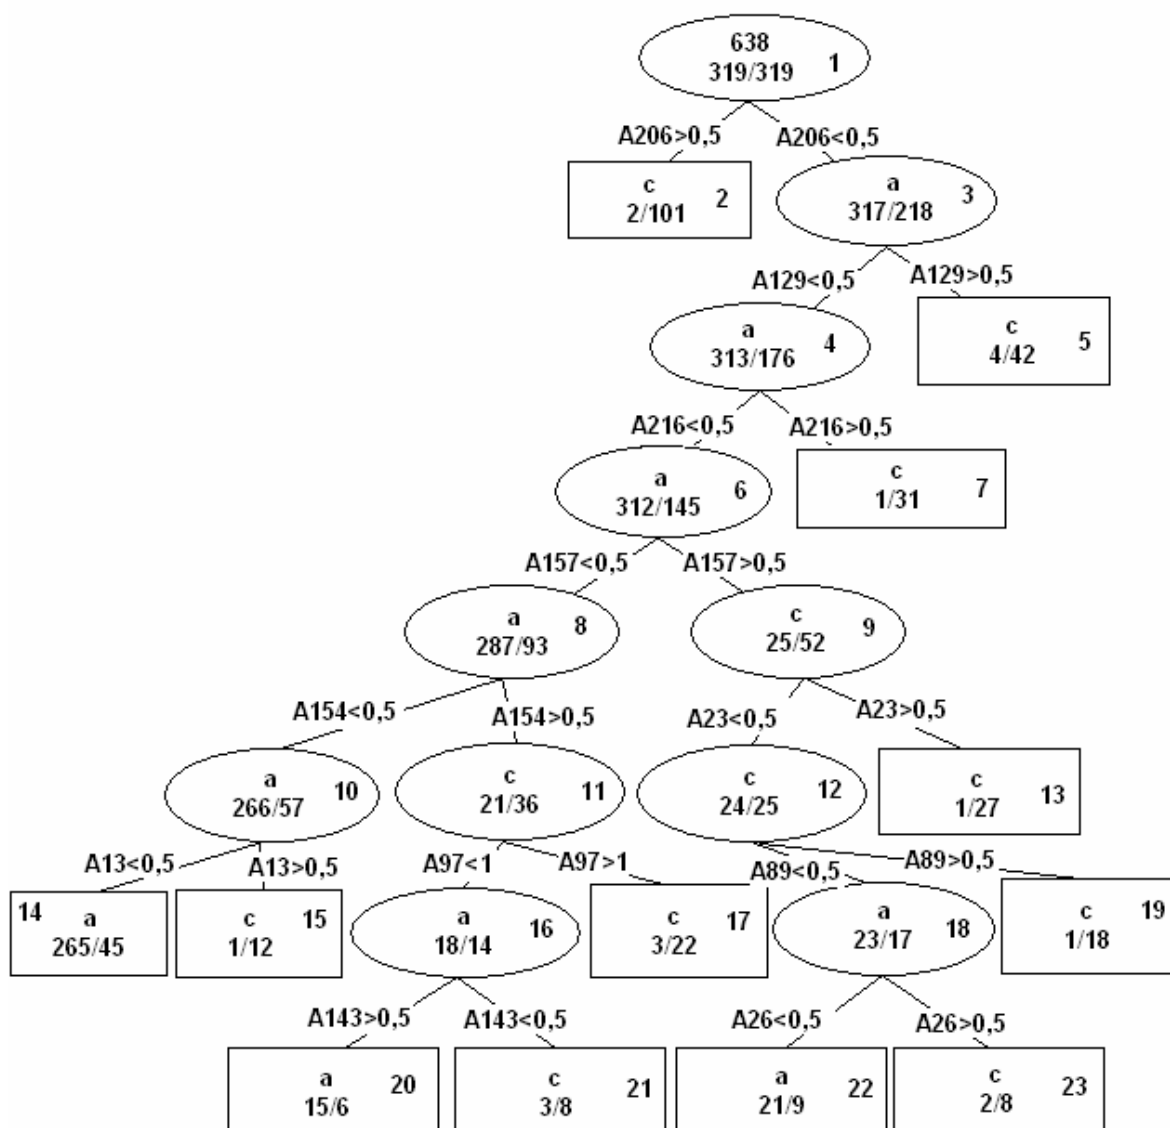 638
319/319 1
A206>0,5 A206<0,5
c
2/101 2
a
317/218 3
A129<0,5 A129>0,5
a
313/176 4
c
4/42 5
A216<0,5 A216>0,5
a
312/145 6
c
1/31 7
A157<0,5 A157>0,5
a
287/93 8
c
25/52 9
A154<0,5 A154>0,5 A23<0,5 A23>0,5
a
266/57 10
c
21/36 11
c
24/25 12
c
1/27 13
A13<0,5 A13>0,5 A97<1 A97>1 A89<0,5 A89>0,5
14 a
265/45
c 15
1/12
a 16
18/14
c 17
3/22
a 18
23/17
c 19
1/18
A143>0,5 A143<0,5 A26<0,5 A26>0,5
a 20
15/6
c 21
3/8
a 22
21/9
c 23
2/8